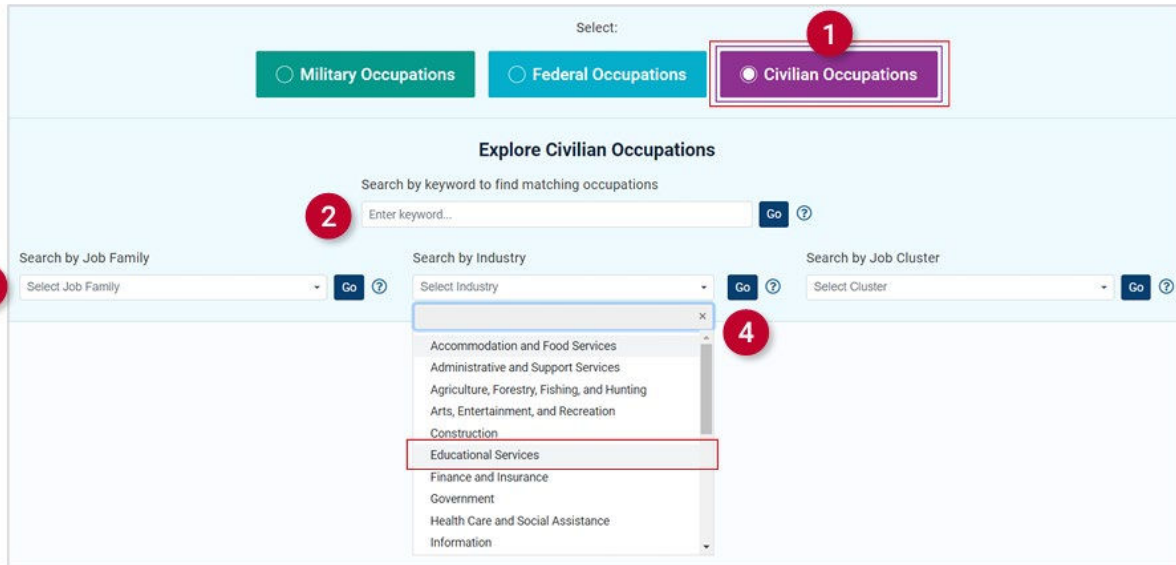 Select:
1
Military Occupations
Federal Occupations
Civilian Occupations
Explore Civilian Occupations
Search by keyword to find matching occupations
2
Enter keyword...
Go
?
Search by Job Family
Search by Industry
Search by Job Cluster
Select Job Family
Go
?
Select Industry
Go
?
Select Cluster
Go
?
×
4
Accommodation and Food Services
Administrative and Support Services
Agriculture, Forestry, Fishing, and Hunting
Arts, Entertainment, and Recreation
Construction
Educational Services
Finance and Insurance
Government
Health Care and Social Assistance
Information